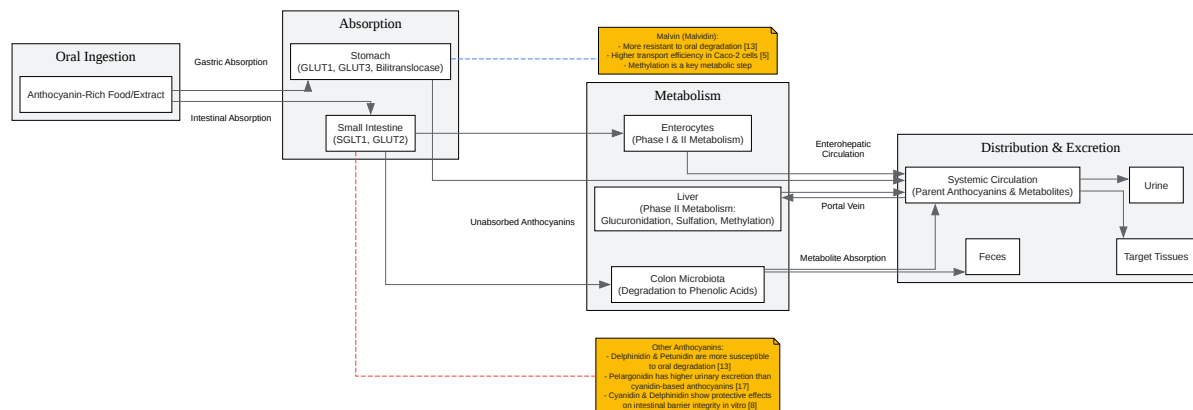 Oral Ingestion
Anthocyanin-Rich Food/Extract
Gastric Absorption
Intestinal Absorption
Absorption
Stomach
(GLUT1, GLUT3, Bilitranslocase)
Small Intestine
(SGLT1, GLUT2)
Malvin (Malvidin):
- More resistant to oral degradation [13]
- Higher transport efficiency in Caco-2 cells [5]
- Methylation is a key metabolic step
Metabolism
Enterocytes
(Phase I & II Metabolism)
Liver
(Phase II Metabolism:
Glucuronidation, Sulfation, Methylation)
Unabsorbed Anthocyanins
Colon Microbiota
(Degradation to Phenolic Acids)
Enterohepatic
Circulation
Portal Vein
Metabolite Absorption
Distribution & Excretion
Systemic Circulation
(Parent Anthocyanins & Metabolites)
Urine
Feces
Target Tissues
Other Anthocyanins:
- Delphinidin & Petunidin are more susceptible
to oral degradation [13]
- Pelargonidin has higher urinary excretion than
cyanidin-based anthocyanins [17]
- Cyanidin & Delphinidin show protective effects
on intestinal barrier integrity in vitro [8]